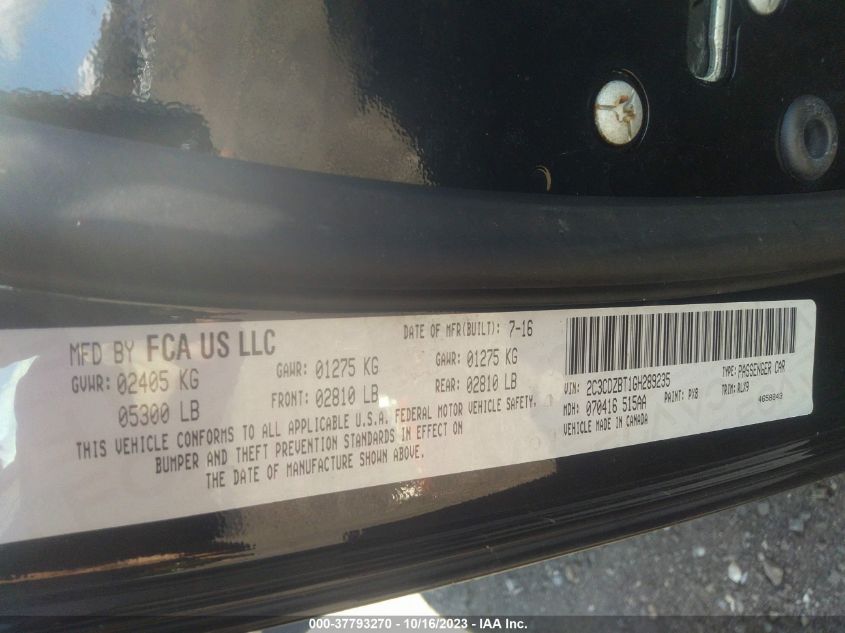 MFD BY FCA US LLC
DATE OF MFR(BUILT): 7-16
GVWR: 02405 KG
05300 LB
GAWR: 01275 KG
FRONT: 02810 LB
GAWR: 01275 KG
REAR: 02810 LB
THIS VEHICLE CONFORMS TO ALL APPLICABLE U.S.A. FEDERAL MOTOR VEHICLE SAFETY,
BUMPER AND THEFT PREVENTION STANDARDS IN EFFECT ON
THE DATE OF MANUFACTURE SHOWN ABOVE.
VIN: 2C3CDZBT1GH289235
TYPE: PASSENGER CAR
MDH: 070416 515AA
PAINT: PX8
TRIM: ALX9
VEHICLE MADE IN CANADA
4658843
000-37793270 - 10/16/2023 - IAA Inc.